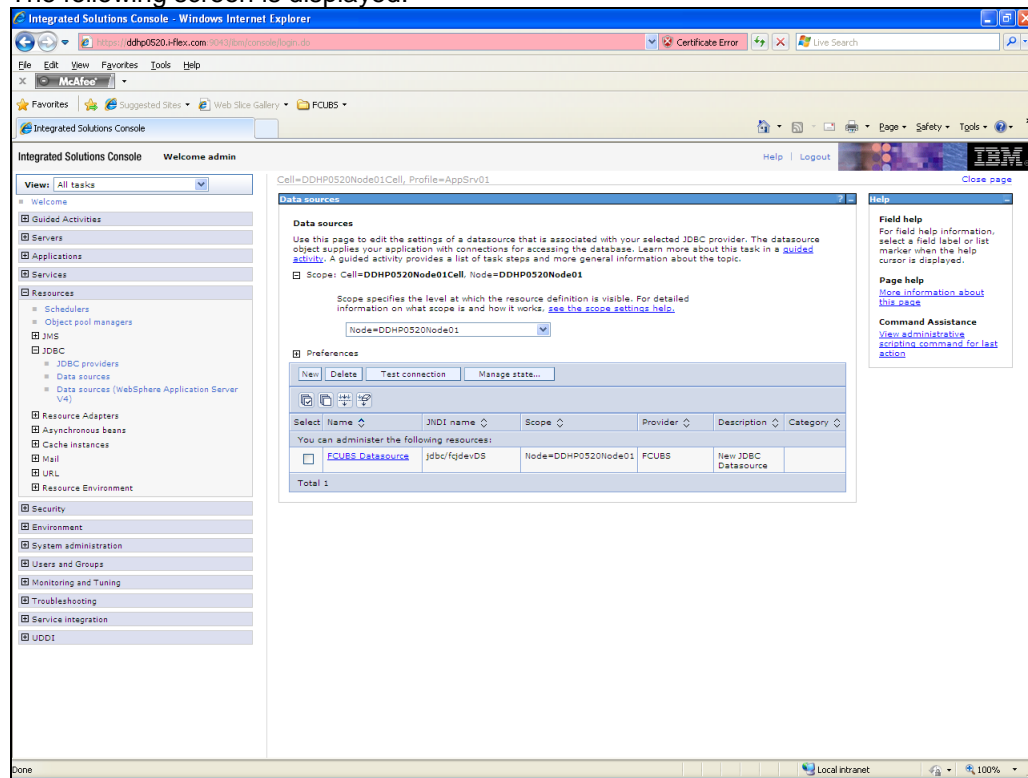 The following screen is displayed.
Integrated Solutions Console - Windows Internet Explorer
https://ddhp0520.i-flex.com:9043/ibm/console/login.do
Certificate Error
Live Search
File Edit View Favorites Tools Help
McAfee
Favorites Suggested Sites Web Slice Gallery FCUBS
Integrated Solutions Console
Page Safety Tools
Integrated Solutions Console Welcome admin
Help | Logout
IBM.
View: All tasks
Welcome
Guided Activities
Servers
Applications
Services
Resources
Schedulers
Object pool managers
JMS
JDBC
JDBC providers
Data sources
Data sources (WebSphere Application Server
V4)
Resource Adapters
Asynchronous beans
Cache instances
Mail
URL
Resource Environment
Security
Environment
System administration
Users and Groups
Monitoring and Tuning
Troubleshooting
Service integration
UDDI
Cell=DDHP0520Node01Cell, Profile=AppSrv01
Close page
Data sources
? -
Data sources
Use this page to edit the settings of a datasource that is associated with your selected JDBC provider. The datasource
object supplies your application with connections for accessing the database. Learn more about this task in a guided
activity. A guided activity provides a list of task steps and more general information about the topic.
Scope: Cell=DDHP0520Node01Cell, Node=DDHP0520Node01
Scope specifies the level at which the resource definition is visible. For detailed
information on what scope is and how it works, see the scope settings help.
Node=DDHP0520Node01
Preferences
New Delete Test connection Manage state...
Select Name JNDI name Scope Provider Description Category
You can administer the following resources:
FCUBS Datasource jdbc/fcjdevDS Node=DDHP0520Node01 FCUBS New JDBC
Datasource
Total 1
Help
Field help
For field help information,
select a field label or list
marker when the help
cursor is displayed.
Page help
More information about
this page
Command Assistance
View administrative
scripting command for last
action
Done
Local intranet
100%